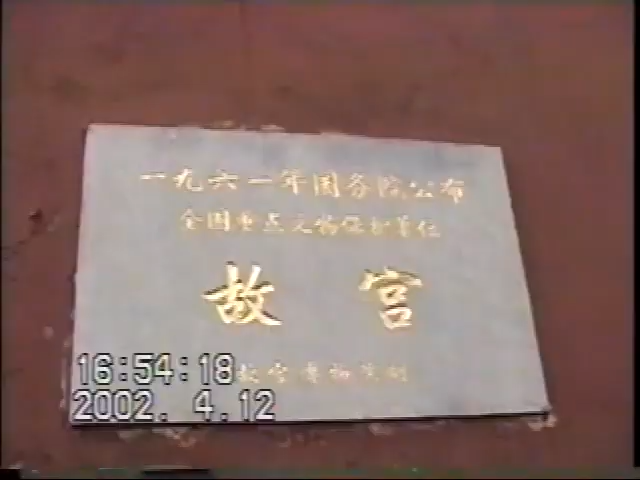 一九六一年国务院公布
全国重点文物保护单位
故宫
故宫博物院制
16:54:18
2002. 4.12